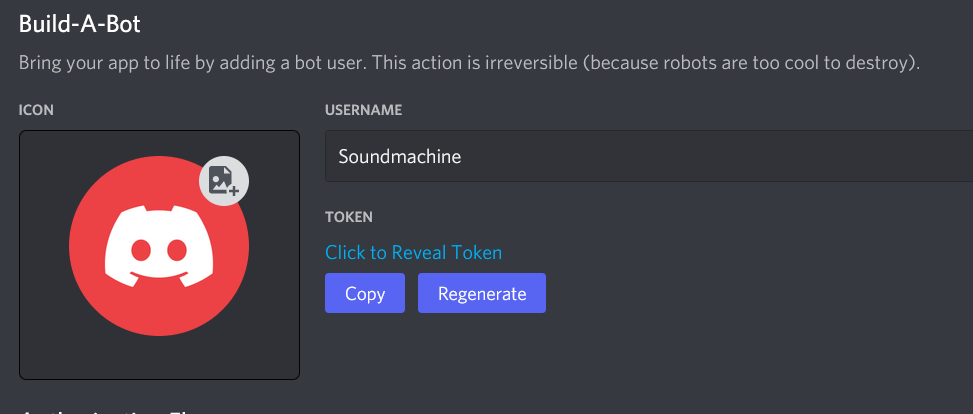 Build-A-Bot
Bring your app to life by adding a bot user. This action is irreversible (because robots are too cool to destroy).
ICON
USERNAME
Soundmachine
TOKEN
Click to Reveal Token
Copy
Regenerate